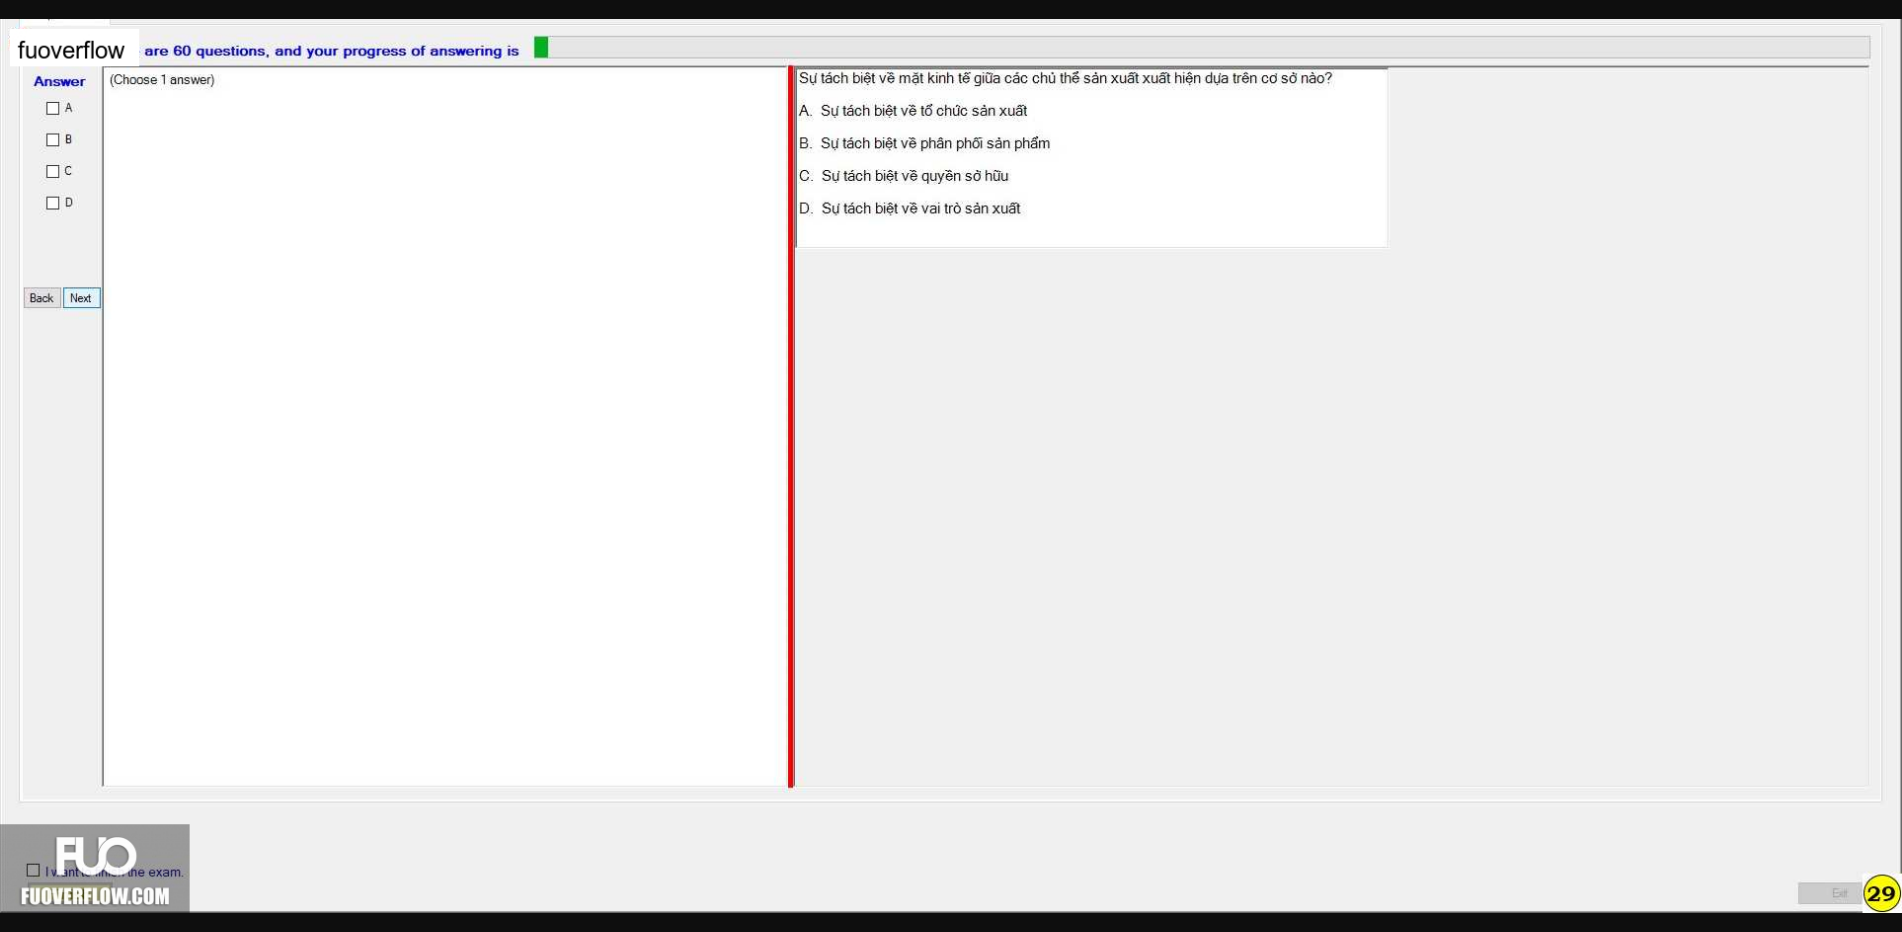 fuoverflow are 60 questions, and your progress of answering is
Answer
(Choose 1 answer)
A
B
C
D
Back Next
Sự tách biệt về mặt kinh tế giữa các chủ thể sản xuất xuất hiện dựa trên cơ sở nào?
A. Sự tách biệt về tổ chức sản xuất
B. Sự tách biệt về phân phối sản phẩm
C. Sự tách biệt về quyền sở hữu
D. Sự tách biệt về vai trò sản xuất
FUO
I want to finish the exam.
FUOVERFLOW.COM
Exit
29